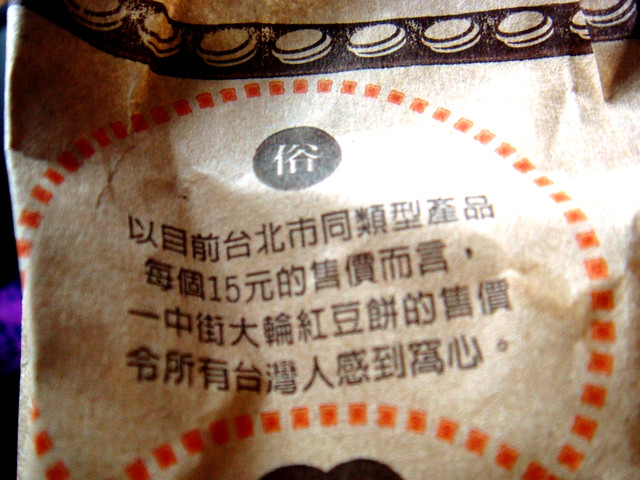 俗
以目前台北市同類型產品
每個15元的售價而言，
一中街大輪紅豆餅的售價
令所有台灣人感到窩心。